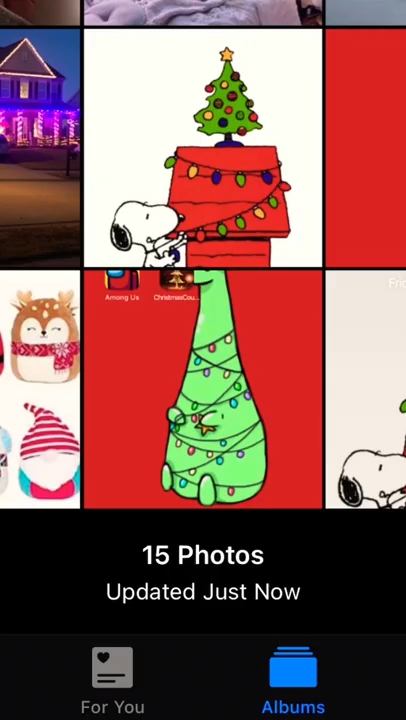 Among Us
ChristmasCou...
15 Photos
Updated Just Now
For You
Albums